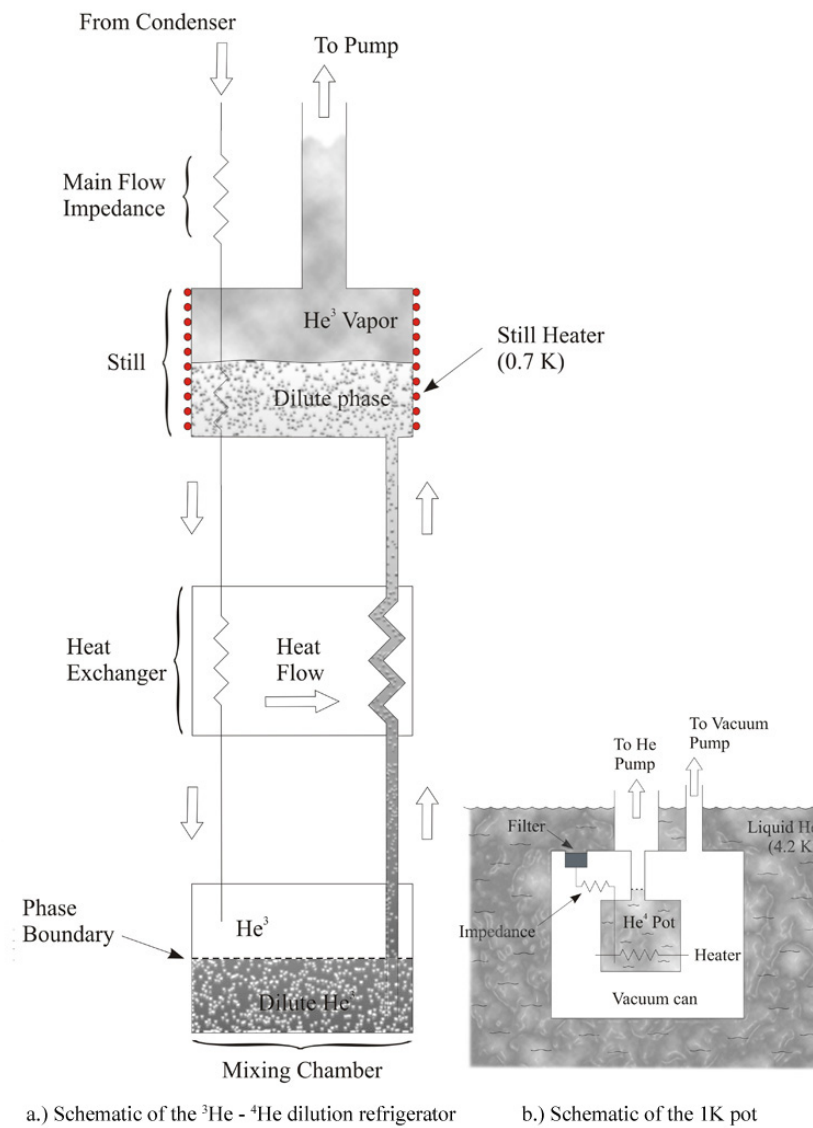 From Condenser
To Pump
Main Flow
Impedance
He³ Vapor
Still
Still Heater
(0.7 K)
Dilute phase
Heat
Exchanger
Heat
Flow
To Vacuum
Pump
To He
Pump
Filter
Liquid He
(4.2 K
Phase
Boundary
He³
He⁴ Pot
Impedance
Heater
Dilute He³
Vacuum can
Mixing Chamber
a.) Schematic of the ³He - ⁴He dilution refrigerator
b.) Schematic of the 1K pot